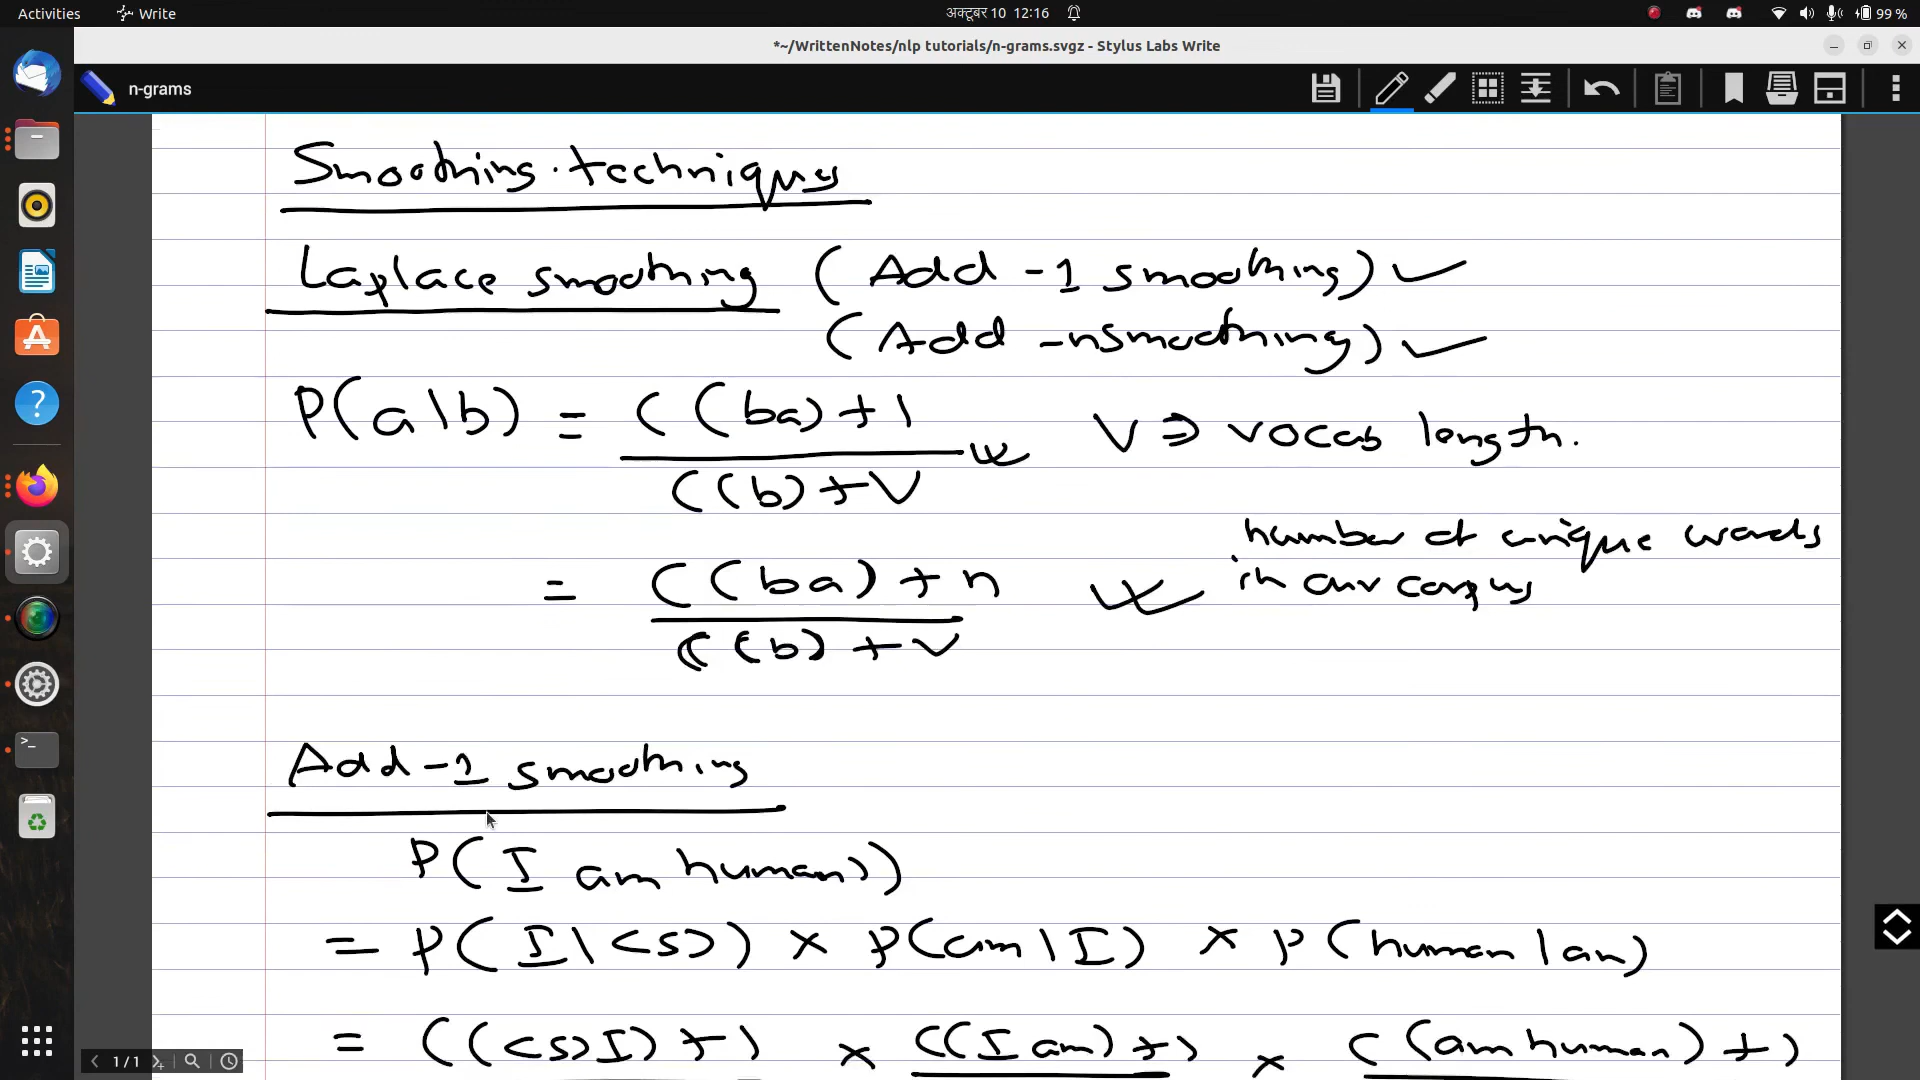 Activities Write अक्टूबर 10 12:16 99 %
*~/WrittenNotes/nlp tutorials/n-grams.svgz - Stylus Labs Write
n-grams
Smoothing techniques
Laplace smoothing (Add -1 smoothing)
(Add -n smoothing)
P(a|b) = C(ba)+1
V ⇒ vocab length.
C(b)+V
number of unique words
= C(ba)+n
in our corpus
C(b)+V
Add-1 smoothing
P(I am human))
= P(I|<s>) x P(am|I) x P(human|am)
= C(<s>I)+1 x C(I am)+1 x C(am human)+1
1/1